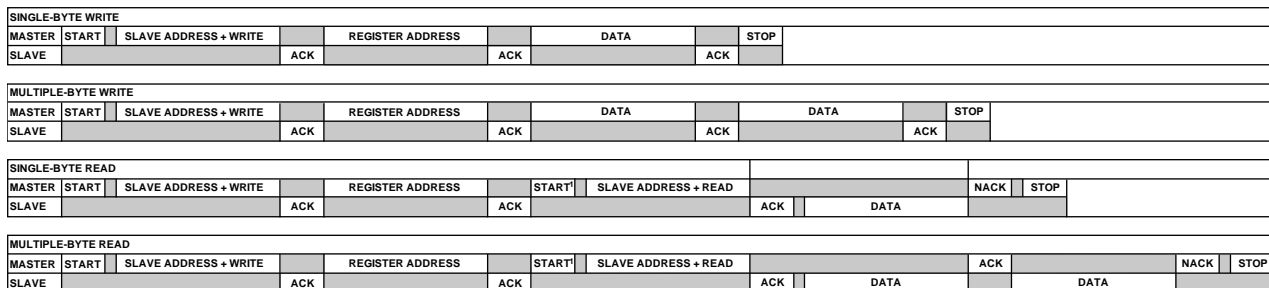 SINGLE-BYTE WRITE
MASTER START SLAVE ADDRESS + WRITE REGISTER ADDRESS DATA STOP
SLAVE ACK ACK ACK
MULTIPLE-BYTE WRITE
MASTER START SLAVE ADDRESS + WRITE REGISTER ADDRESS DATA DATA STOP
SLAVE ACK ACK ACK ACK
SINGLE-BYTE READ
MASTER START SLAVE ADDRESS + WRITE REGISTER ADDRESS START¹ SLAVE ADDRESS + READ NACK STOP
SLAVE ACK ACK ACK DATA
MULTIPLE-BYTE READ
MASTER START SLAVE ADDRESS + WRITE REGISTER ADDRESS START¹ SLAVE ADDRESS + READ ACK NACK STOP
SLAVE ACK ACK ACK DATA DATA